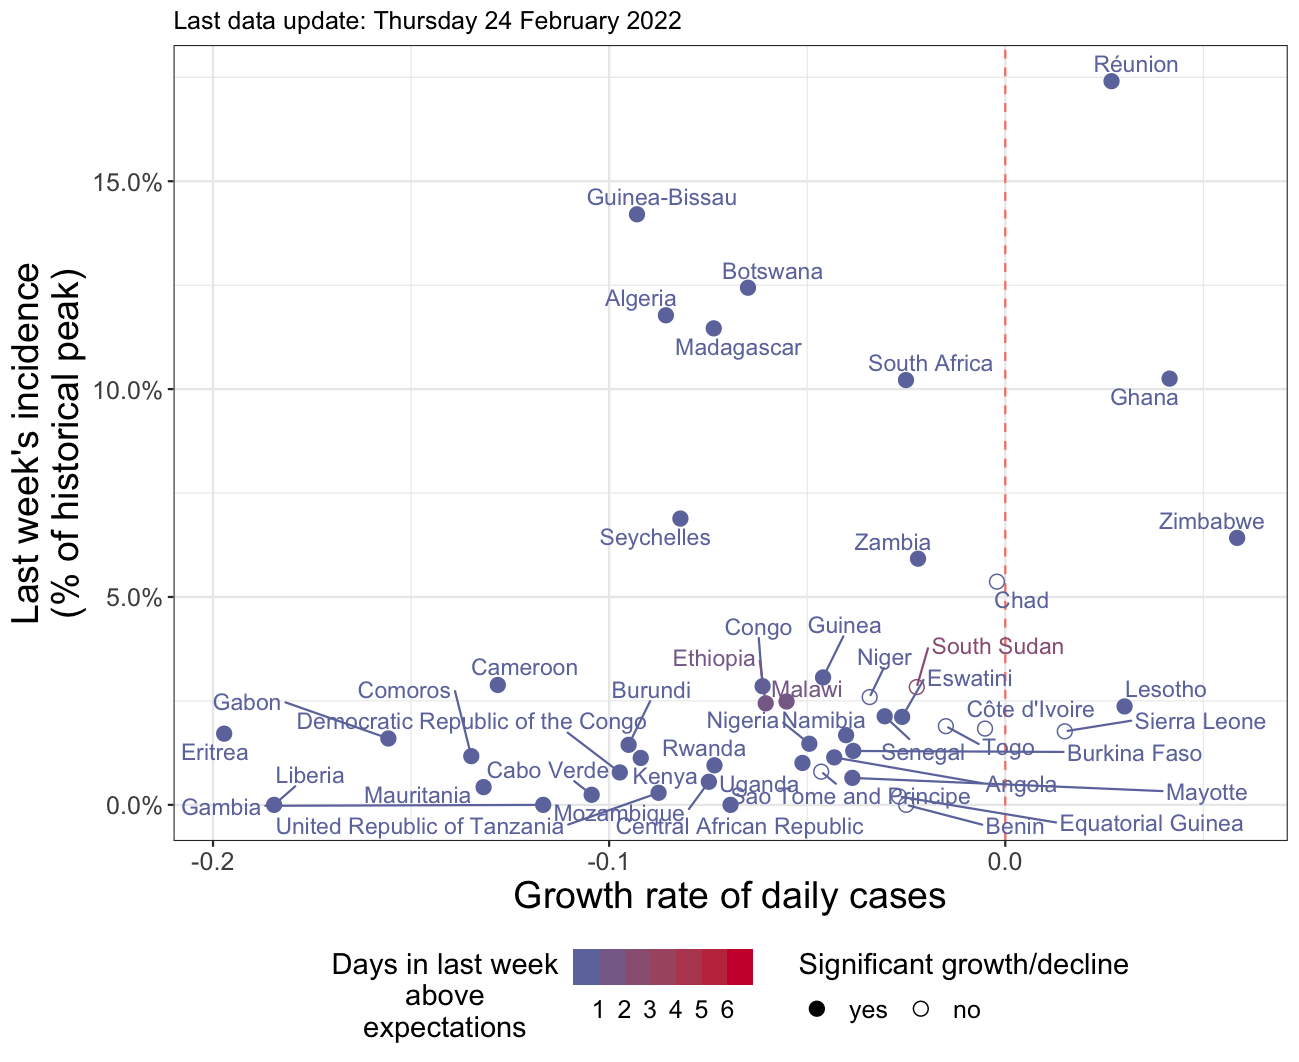 Last data update: Thursday 24 February 2022
Last week's incidence
(% of historical peak)
15.0%
10.0%
5.0%
0.0%
Réunion
Guinea-Bissau
Botswana
Algeria
Madagascar
South Africa
Ghana
Seychelles
Zimbabwe
Zambia
Chad
Congo
Guinea
Ethiopia
Niger
South Sudan
Cameroon
Malawi
Eswatini
Gabon
Comoros
Burundi
Lesotho
Democratic Republic of the Congo
Nigeria
Namibia
Côte d'Ivoire
Sierra Leone
Eritrea
Rwanda
Senegal
Togo
Burkina Faso
Liberia
Cabo Verde
Kenya
Uganda
Angola
Mayotte
Gambia
Mauritania
Mozambique
Sao Tome and Principe
United Republic of Tanzania
Central African Republic
Benin
Equatorial Guinea
-0.2
-0.1
0.0
Growth rate of daily cases
Days in last week
above
expectations
1 2 3 4 5 6
Significant growth/decline
yes
no